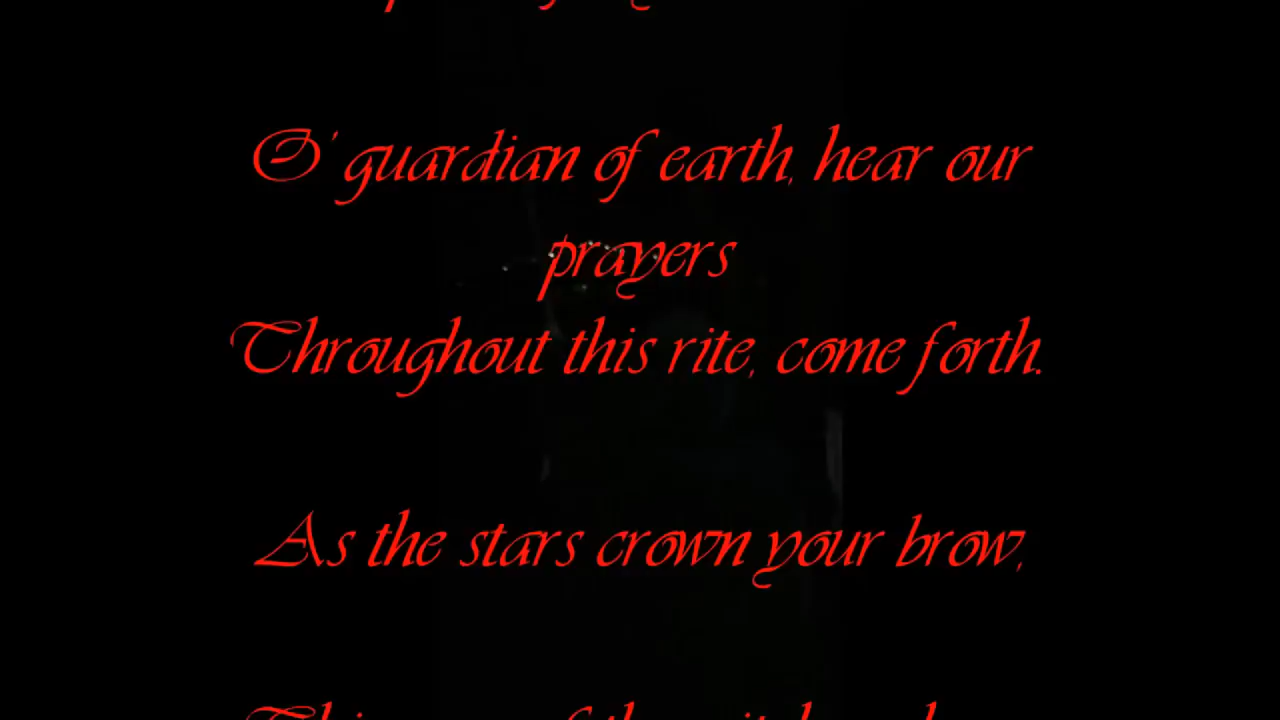 O' guardian of earth, hear our
prayers
Throughout this rite, come forth.
As the stars crown your brow,